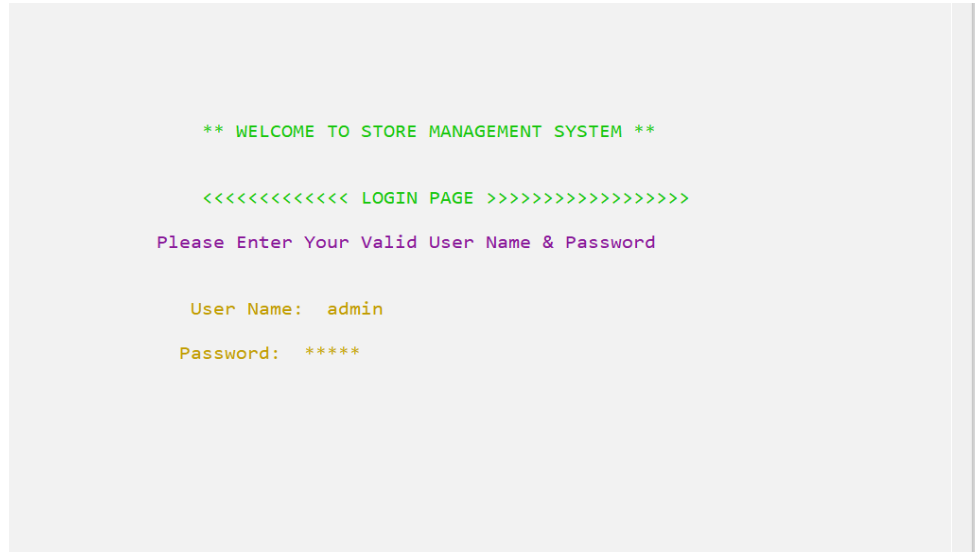 ** WELCOME TO STORE MANAGEMENT SYSTEM **
<<<<<<<<<<<<< LOGIN PAGE >>>>>>>>>>>>>>>>>>
Please Enter Your Valid User Name & Password
User Name: admin
Password: *****